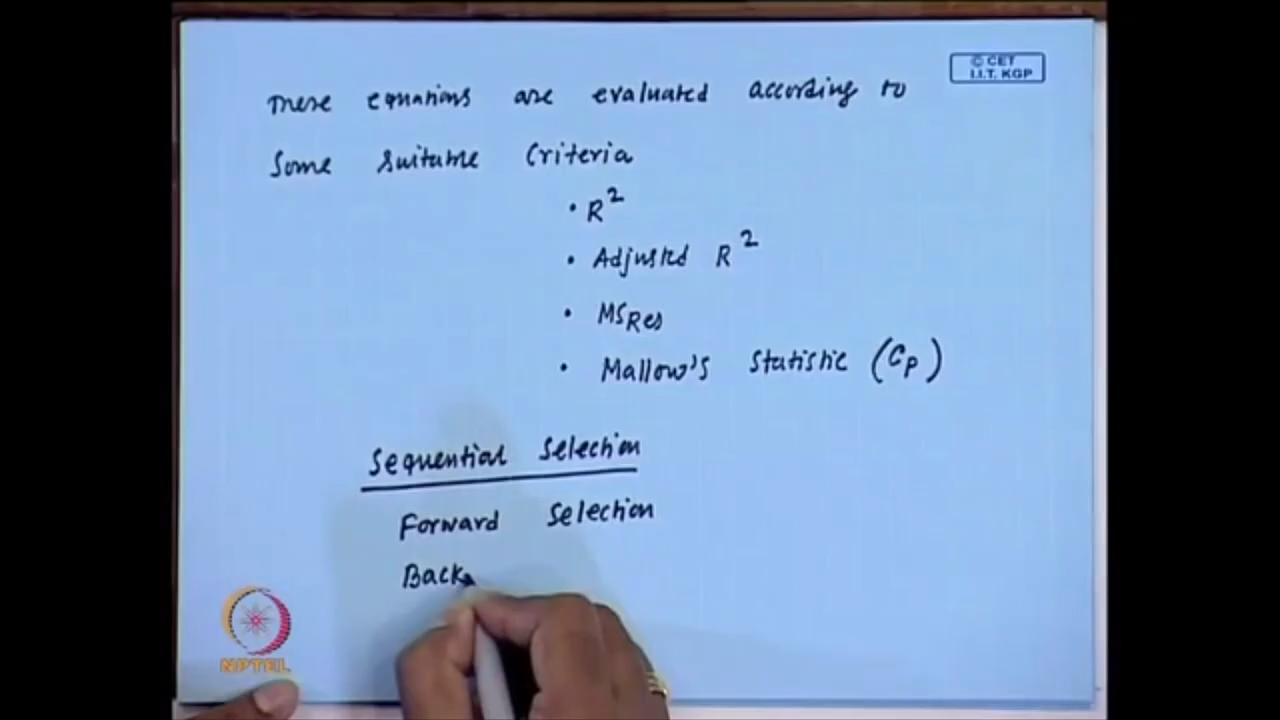 © CET
I.I.T. KGP
These equations are evaluated according to
Some suitable Criteria
• R²
• Adjusted R²
• MSRes
• Mallow's Statistic (Cp)
Sequential Selection
Forward Selection
Back
NPTEL